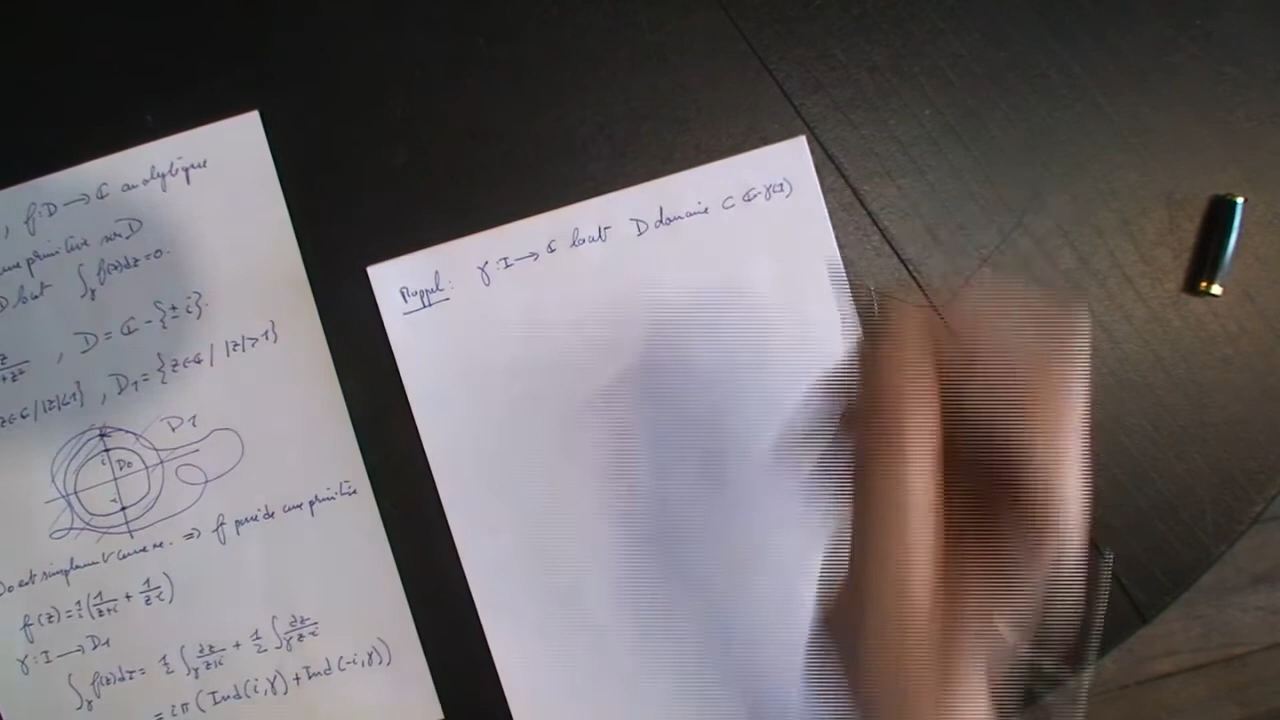 , f: D → ℂ analytique
une primitive sur D
D lacet ∫_γ f(z)dz = 0.
, D = ℂ - {± i}.
z∈ℂ / |z|<1} , D₁ = {z∈ℂ / |z|>1}
D1
i D₀
D₀ est simplement connexe. ⇒ f possède une primitive
f(z) = 1/2 (1/(z+i) + 1/(z-i))
γ: I → D₁
∫_γ f(z)dz = 1/2 ∫_γ dz/(z+i) + 1/2 ∫_γ dz/(z-i)
= iπ (Ind(i,γ) + Ind(-i,γ))
Rappel: γ: I → ℂ lacet D domaine ⊂ ℂ-γ(I)